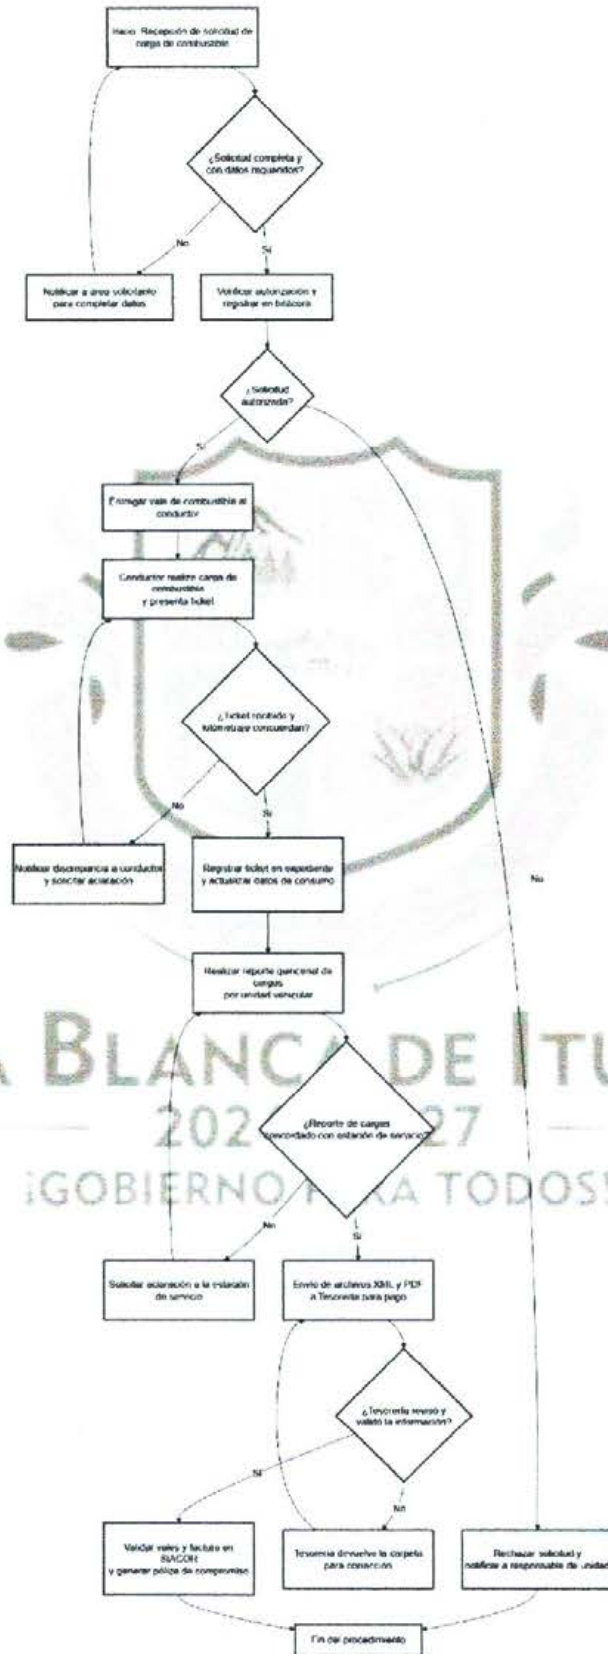 Inicio: Recepción de solicitud de
carga de combustible
¿Solicitud completa y
con datos requeridos?
No
Sí
Notificar a área solicitante
para completar datos
Verificar autorización y
registrar en bitácora
¿Solicitud
autorizada?
Sí
Entregar vale de combustible al
conductor
Conductor realiza carga de
combustible
y presenta ticket
¿Ticket recibido y
kilometraje concuerdan?
No
Sí
Notificar discrepancia a conductor
y solicitar aclaración
Registrar ticket en expediente
y actualizar datos de consumo
No
Realizar reporte quincenal de
cargas
por unidad vehicular
A BLANCA DE ITU
202 27
¡GOBIERNO PARA TODOS!
¿Reporte de cargas
concordado con estación de servicio?
No
Sí
Solicitar aclaración a la estación
de servicio
Envío de archivos XML y PDF
a Tesorería para pago
¿Tesorería revisó y
validó la información?
Sí
No
Validar vales y factura en
SIAGOR
y generar póliza de compromiso
Tesorería devuelve la carpeta
para corrección
Rechazar solicitud y
notificar a responsable de unidad
Fin del procedimiento